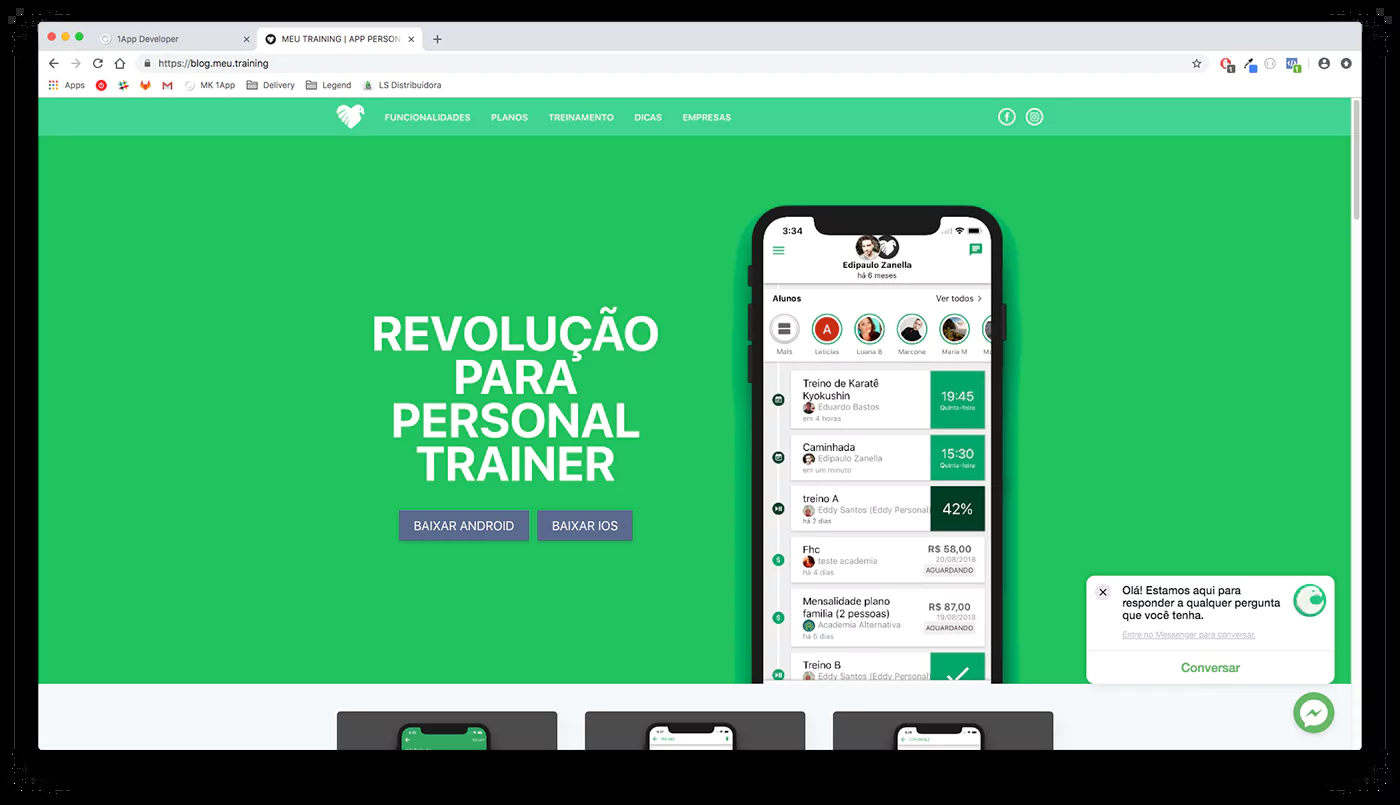 1App Developer
MEU TRAINING | APP PERSON
https://blog.meu.training
Apps
MK 1App
Delivery
Legend
LS Distribuidora
FUNCIONALIDADES PLANOS TREINAMENTO DICAS EMPRESAS
REVOLUÇÃO
PARA
PERSONAL
TRAINER
BAIXAR ANDROID
BAIXAR IOS
3:34
Edipaulo Zanella
há 6 meses
Alunos
Ver todos >
Mais
A
Leticias
Luana B
Marcone
Maria M
Treino de Karatê
Kyokushin
Eduardo Bastos
em 4 horas
19:45
Quinta-feira
Caminhada
Edipaulo Zanella
em um minuto
15:30
Quinta-feira
treino A
Eddy Santos (Eddy Personal)
há 2 dias
42%
Fhc
teste academia
há 4 dias
R$ 58,00
20/08/2018
AGUARDANDO
Mensalidade plano
familia (2 pessoas)
Academia Alternativa
há 5 dias
R$ 87,00
19/08/2018
AGUARDANDO
Treino B
Eddy Santos (Eddy Personal)
Olá! Estamos aqui para
responder a qualquer pergunta
que você tenha.
Entre no Messenger para conversar.
Conversar